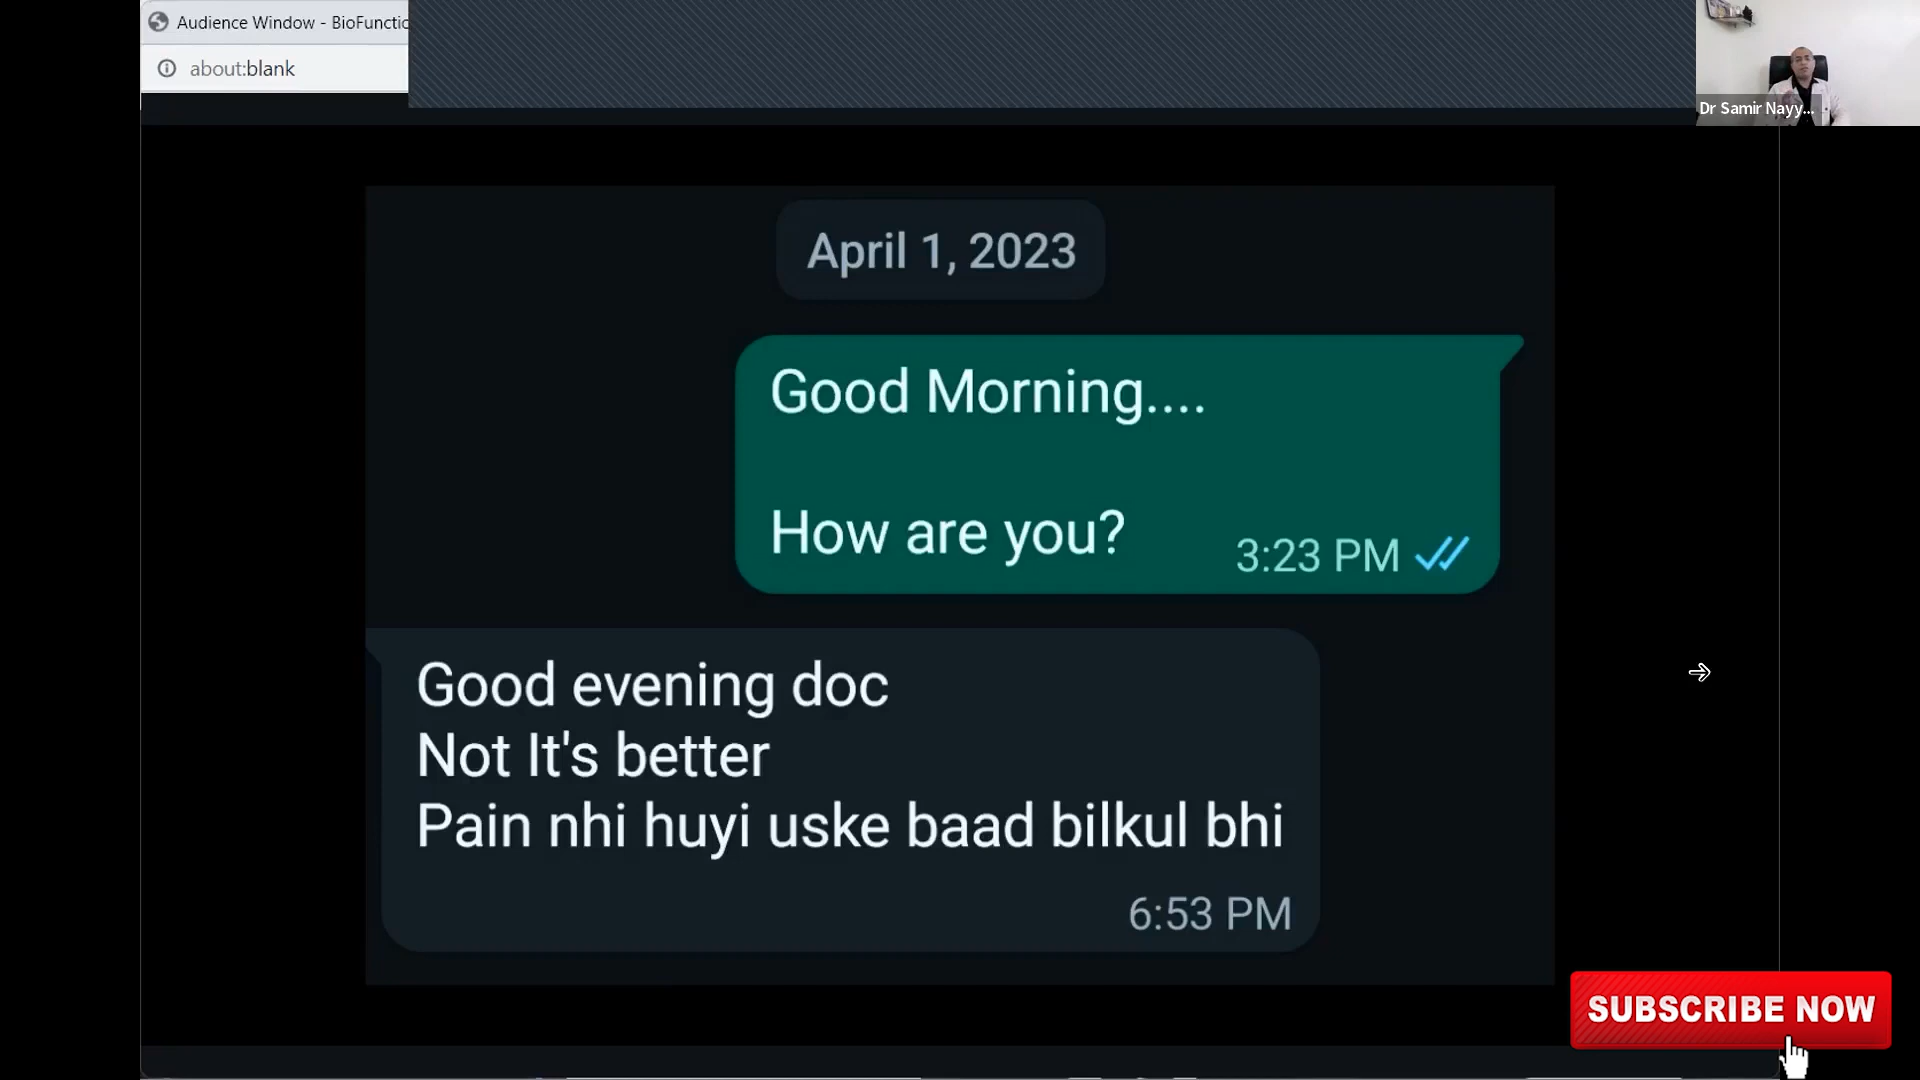 Audience Window - BioFunctio
about:blank
Dr Samir Nayy...
April 1, 2023
Good Morning....
How are you?
3:23 PM
Good evening doc
Not It's better
Pain nhi huyi uske baad bilkul bhi
6:53 PM
SUBSCRIBE NOW